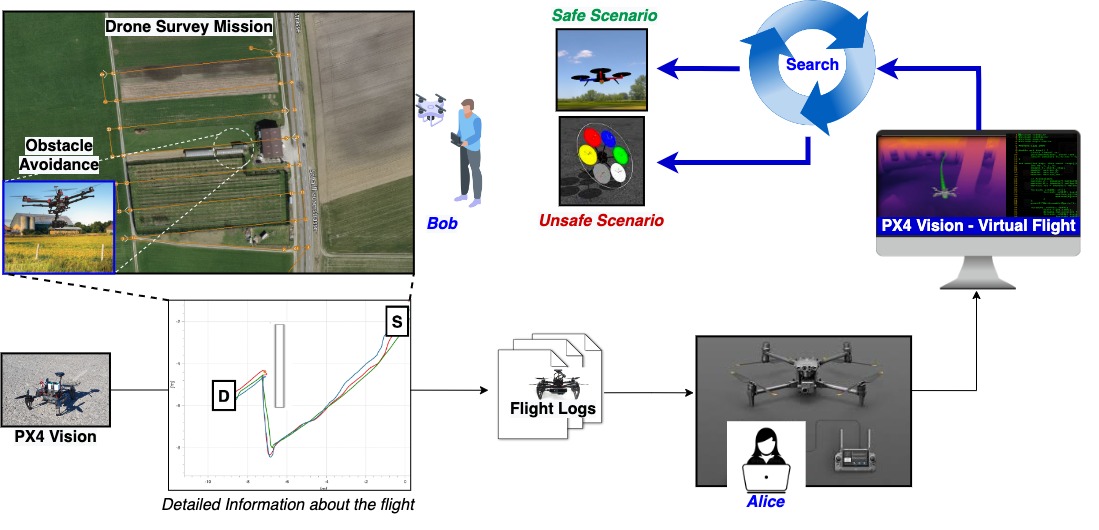 Drone Survey Mission
Obstacle
Avoidance
Bob
Safe Scenario
Unsafe Scenario
Search
PX4 Vision - Virtual Flight
PX4 Vision
S
D
Detailed Information about the flight
Flight Logs
Alice